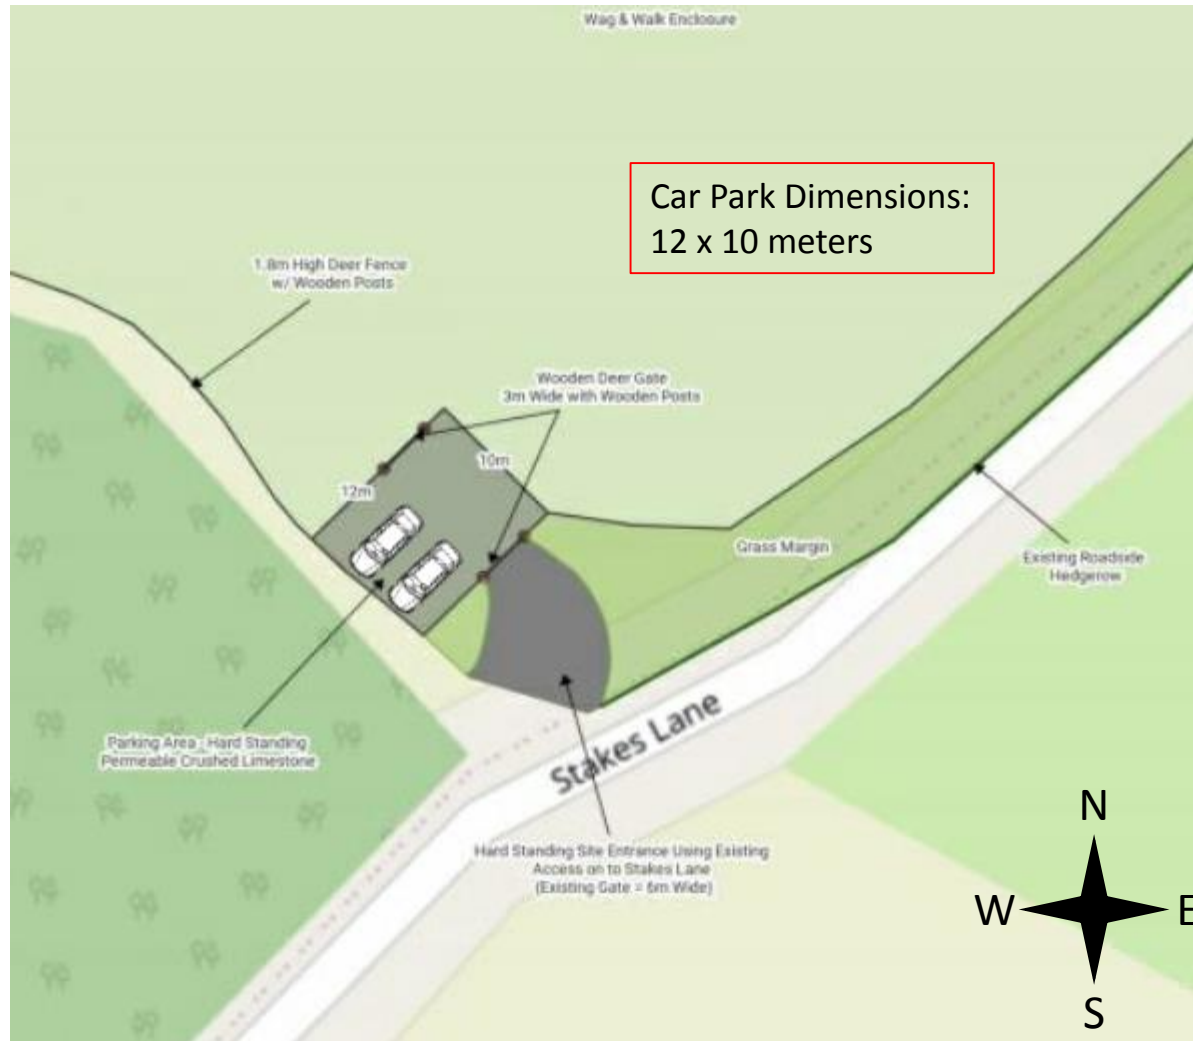 Wag & Walk Enclosure
Car Park Dimensions:
12 x 10 meters
1.8m High Deer Fence
w/ Wooden Posts
Wooden Deer Gate
3m Wide with Wooden Posts
10m
12m
Grass Margin
Existing Roadside
Hedgerow
Parking Area - Hard Standing
Permeable Crushed Limestone
Stakes Lane
Hard Standing Site Entrance Using Existing
Access on to Stakes Lane
(Existing Gate = 6m Wide)
N
W
E
S